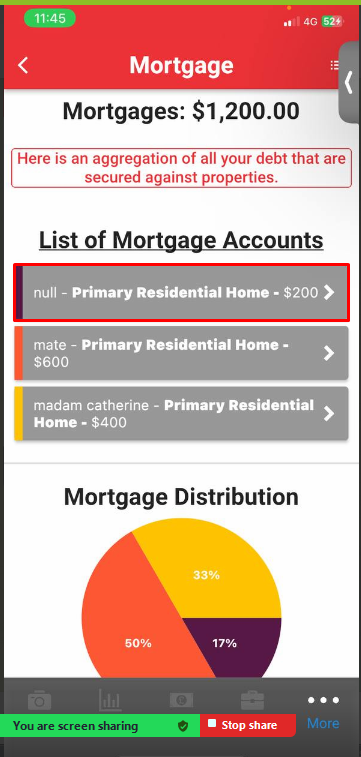 11:45
4G 52
Mortgage
Mortgages: $1,200.00
Here is an aggregation of all your debt that are
secured against properties.
List of Mortgage Accounts
null - Primary Residential Home - $200
mate - Primary Residential Home -
$600
madam catherine - Primary Residential
Home - $400
Mortgage Distribution
33%
50%
17%
You are screen sharing
Stop share
More